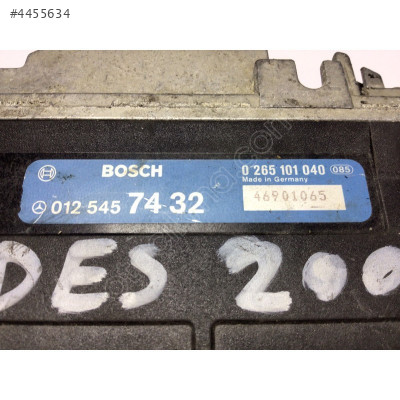 #4455634
BOSCH 0 265 101 040 085
Made in Germany
012 545 74 32 46901065
DES 200